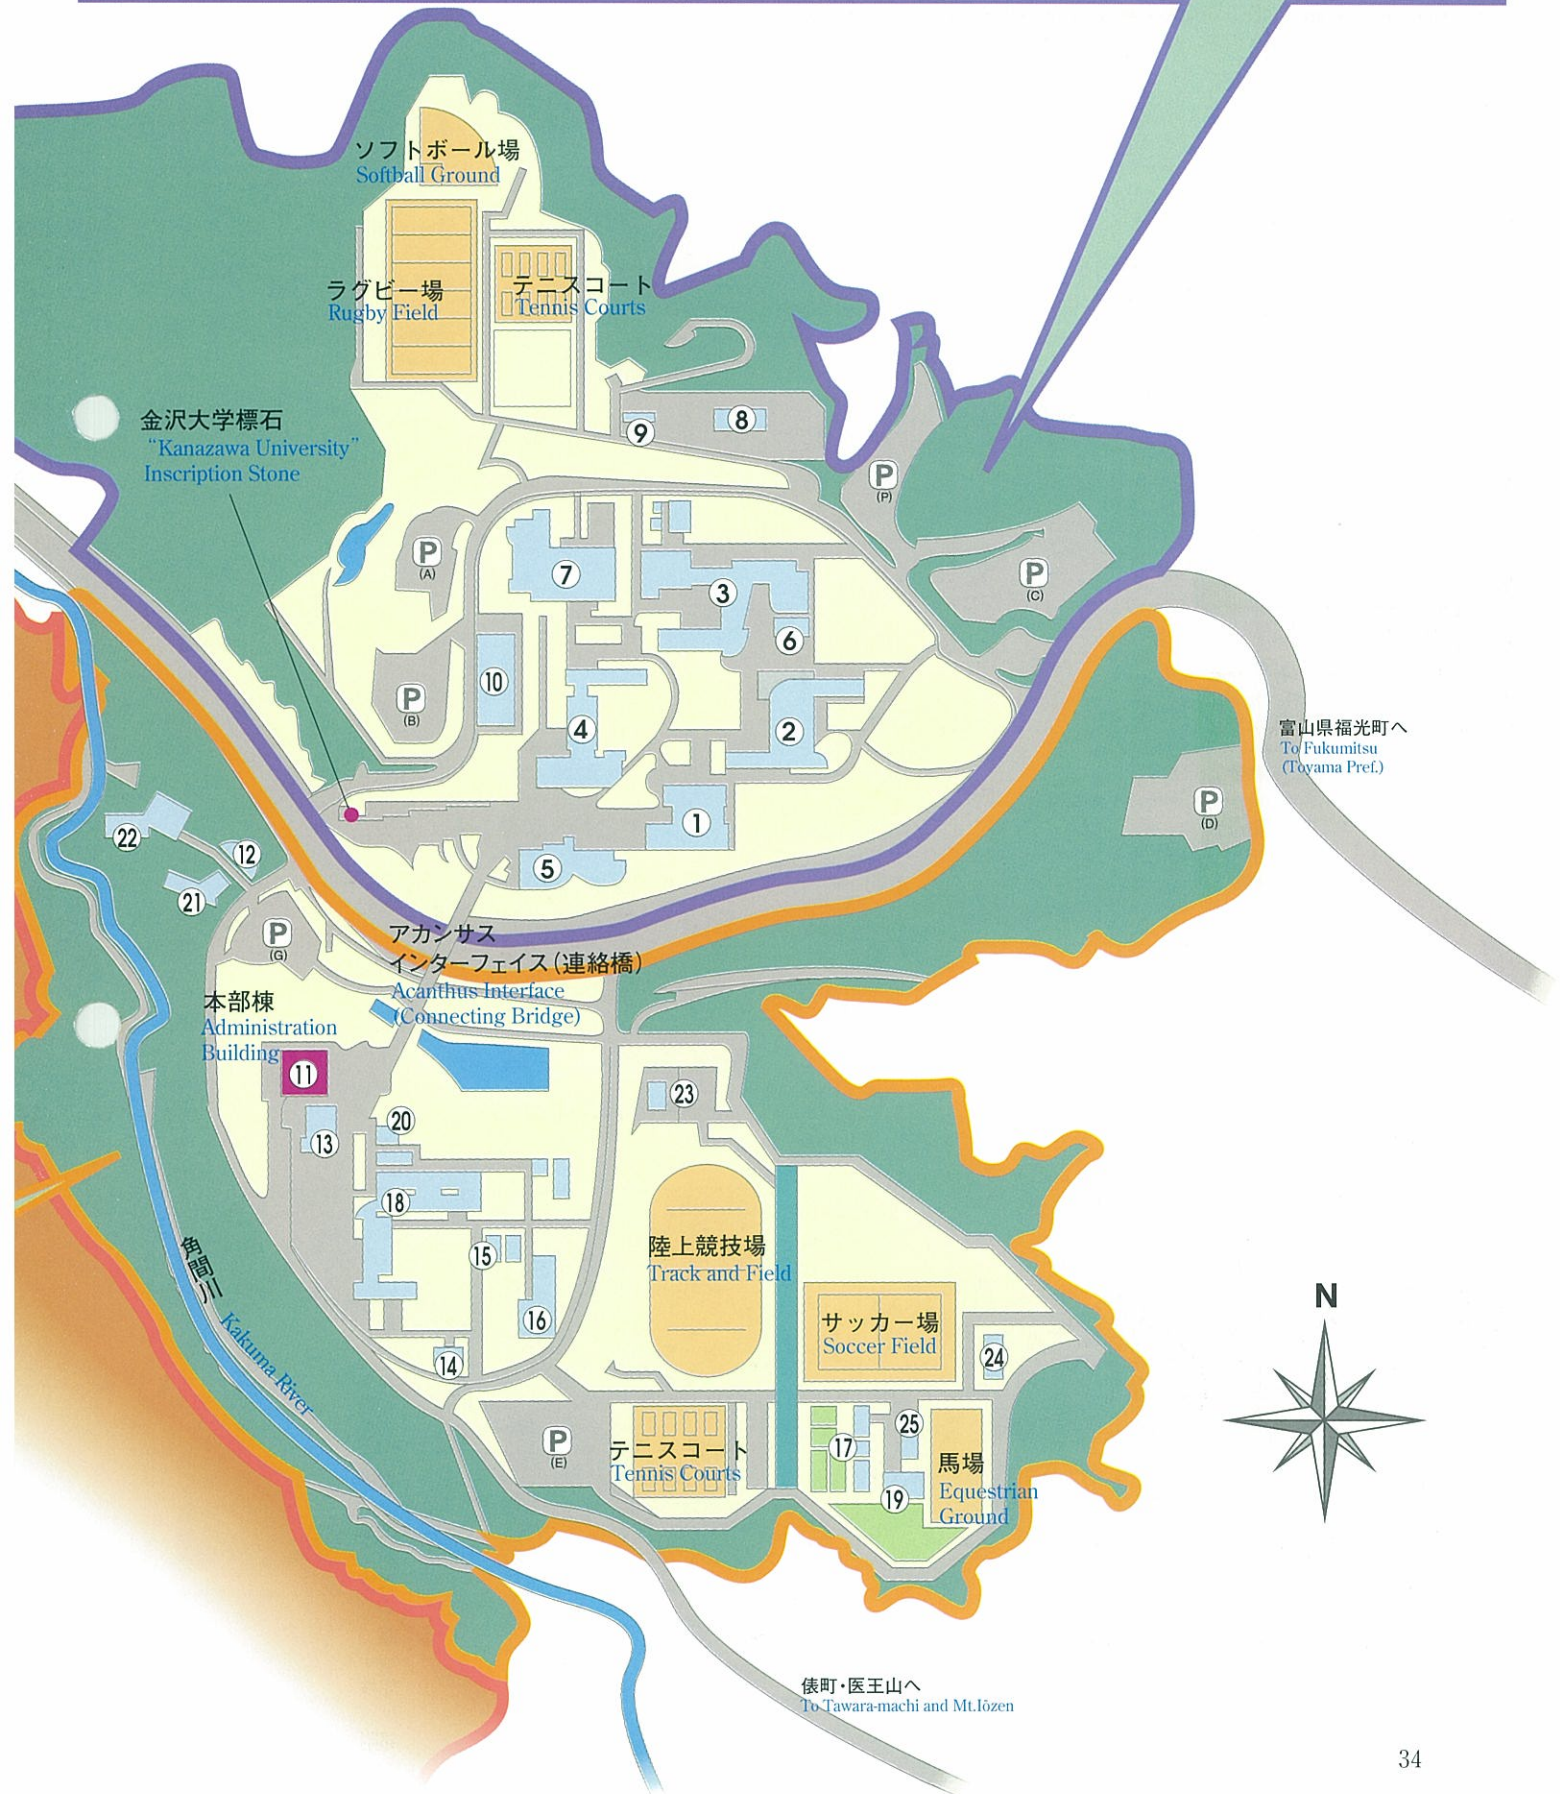 ソフトボール場
Softball Ground
ラグビー場
Rugby Field
テニスコート
Tennis Courts
金沢大学標石
“Kanazawa University”
Inscription Stone
9
8
P
(P)
P
(A)
7
3
P
(C)
6
10
P
(B)
4
2
富山県福光町へ
To Fukumitsu
(Toyama Pref.)
P
(D)
1
22
12
5
21
P
(G)
アカンサス
インターフェイス(連絡橋)
Acanthus Interface
(Connecting Bridge)
本部棟
Administration
Building
11
23
20
13
18
角間川
Kakuma River
15
陸上競技場
Track and Field
16
サッカー場
Soccer Field
14
24
N
P
(E)
テニスコート
Tennis Courts
17
25
19
馬場
Equestrian
Ground
俵町・医王山へ
To Tawara-machi and Mt.Iōzen
34